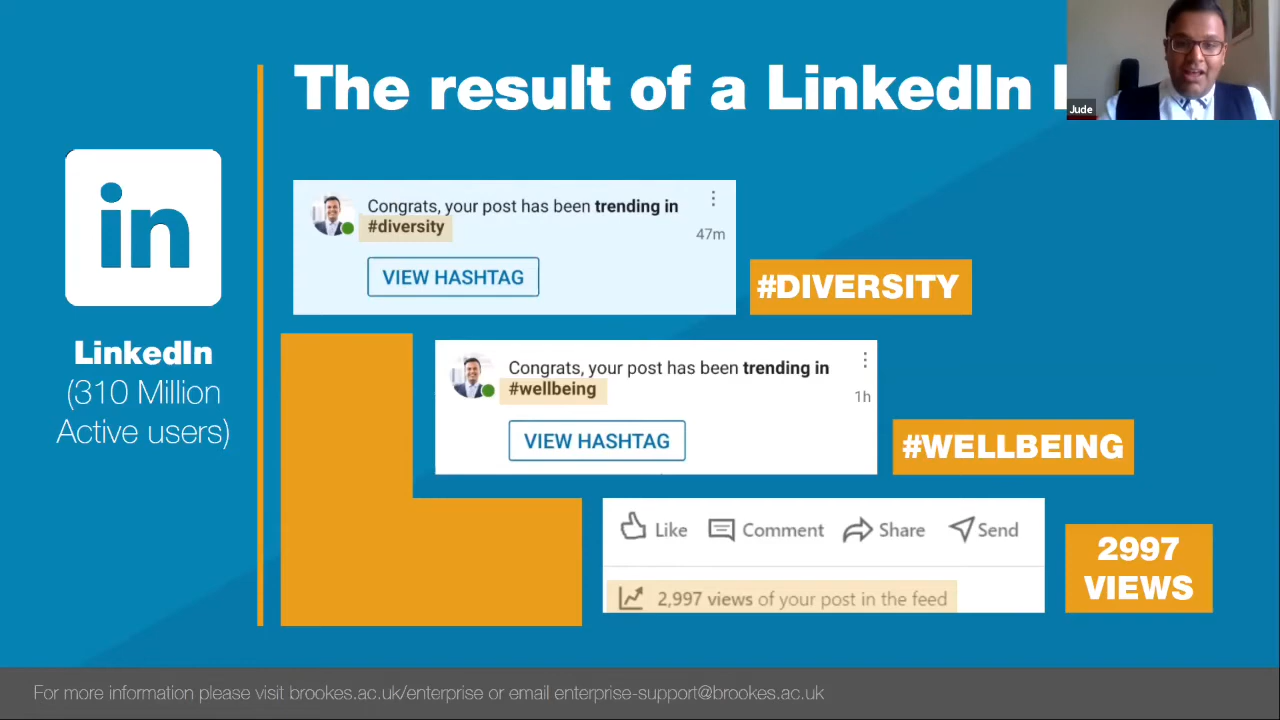 The result of a LinkedIn
Jude
in
LinkedIn
(310 Million
Active users)
Congrats, your post has been trending in
#diversity
47m
VIEW HASHTAG
#DIVERSITY
Congrats, your post has been trending in
#wellbeing
1h
VIEW HASHTAG
#WELLBEING
Like Comment Share Send
2,997 views of your post in the feed
2997
VIEWS
For more information please visit brookes.ac.uk/enterprise or email enterprise-support@brookes.ac.uk